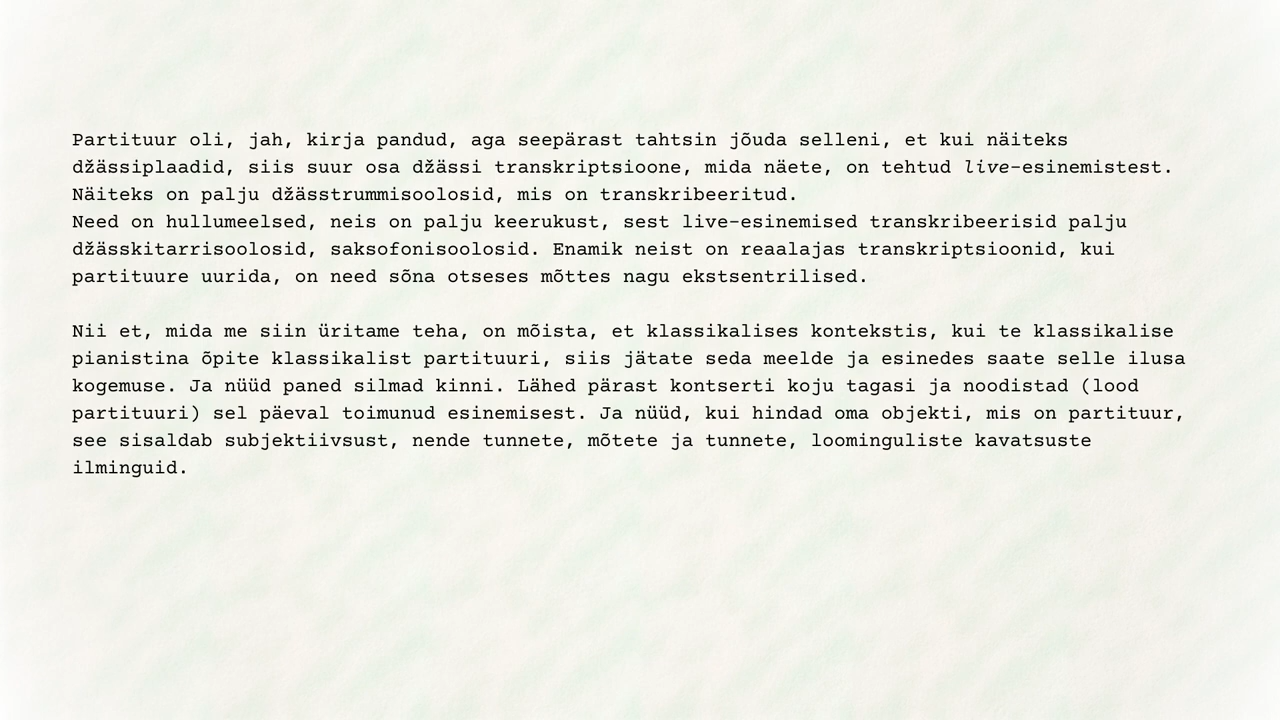 Partituur oli, jah, kirja pandud, aga seepärast tahtsin jõuda selleni, et kui näiteks
džässiplaadid, siis suur osa džässi transkriptsioone, mida näete, on tehtud live-esinemistest.
Näiteks on palju džässtrummisoolosid, mis on transkribeeritud.
Need on hullumeelsed, neis on palju keerukust, sest live-esinemised transkribeerisid palju
džässkitarrisoolosid, saksofonisoolosid. Enamik neist on reaalajas transkriptsioonid, kui
partituure uurida, on need sõna otseses mõttes nagu ekstsentrilised.

Nii et, mida me siin üritame teha, on mõista, et klassikalises kontekstis, kui te klassikalise
pianistina õpite klassikalist partituuri, siis jätate seda meelde ja esinedes saate selle ilusa
kogemuse. Ja nüüd paned silmad kinni. Lähed pärast kontserti koju tagasi ja noodistad (lood
partituuri) sel päeval toimunud esinemisest. Ja nüüd, kui hindad oma objekti, mis on partituur,
see sisaldab subjektiivsust, nende tunnete, mõtete ja tunnete, loominguliste kavatsuste
ilminguid.